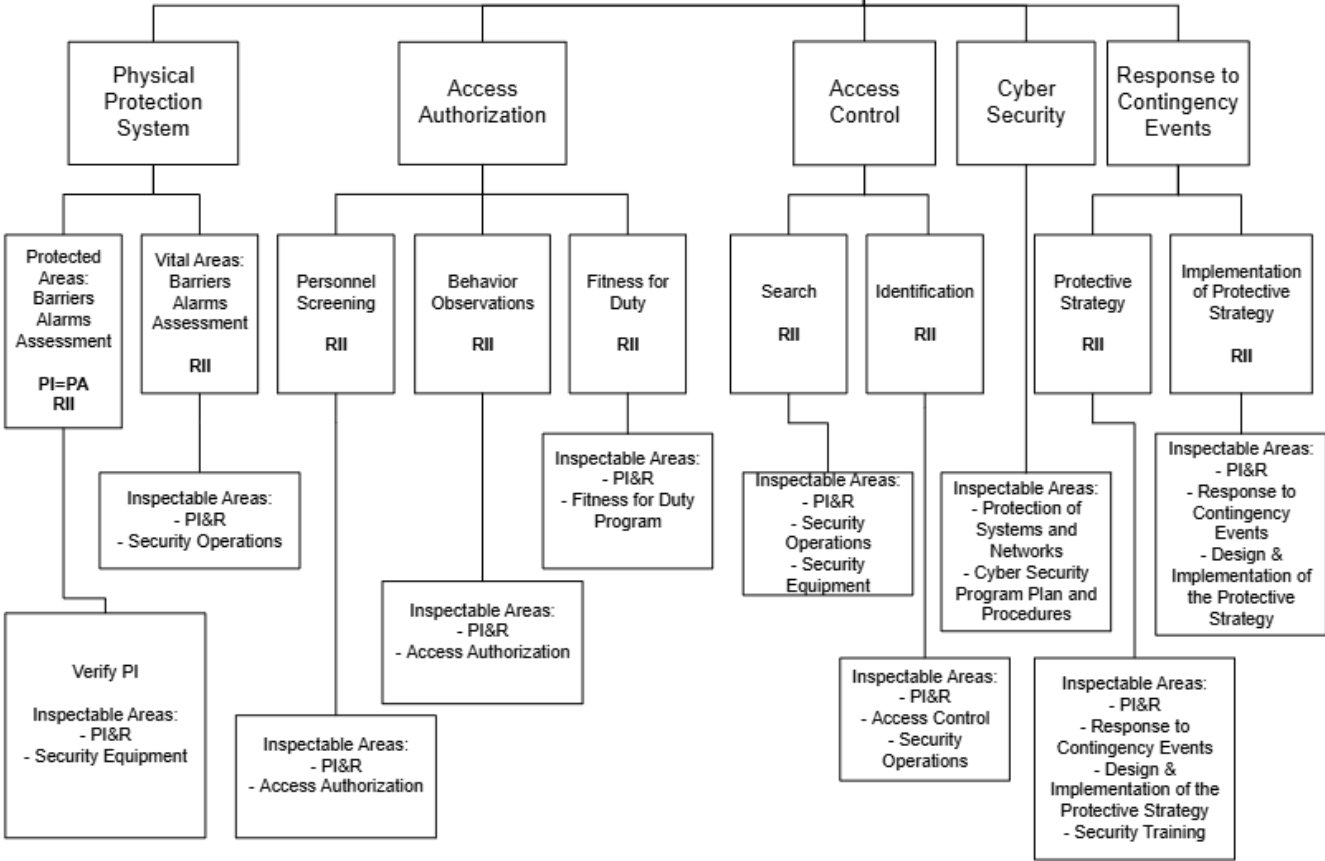 Physical
Protection
System
Access
Authorization
Access
Control
Cyber
Security
Response to
Contingency
Events
Protected
Areas:
Barriers
Alarms
Assessment
PI=PA
RII
Vital Areas:
Barriers
Alarms
Assessment
RII
Personnel
Screening
RII
Behavior
Observations
RII
Fitness for
Duty
RII
Search
RII
Identification
RII
Protective
Strategy
RII
Implementation
of Protective
Strategy
RII
Inspectable Areas:
- PI&R
- Security Operations
Inspectable Areas:
- PI&R
- Fitness for Duty
Program
Inspectable Areas:
- PI&R
- Security
Operations
- Security
Equipment
Inspectable Areas:
- Protection of
Systems and
Networks
- Cyber Security
Program Plan and
Procedures
Inspectable Areas:
- PI&R
- Response to
Contingency
Events
- Design &
Implementation of
the Protective
Strategy
Verify PI
Inspectable Areas:
- PI&R
- Security Equipment
Inspectable Areas:
- PI&R
- Access Authorization
Inspectable Areas:
- PI&R
- Access Authorization
Inspectable Areas:
- PI&R
- Access Control
- Security
Operations
Inspectable Areas:
- PI&R
- Response to
Contingency Events
- Design &
Implementation of the
Protective Strategy
- Security Training